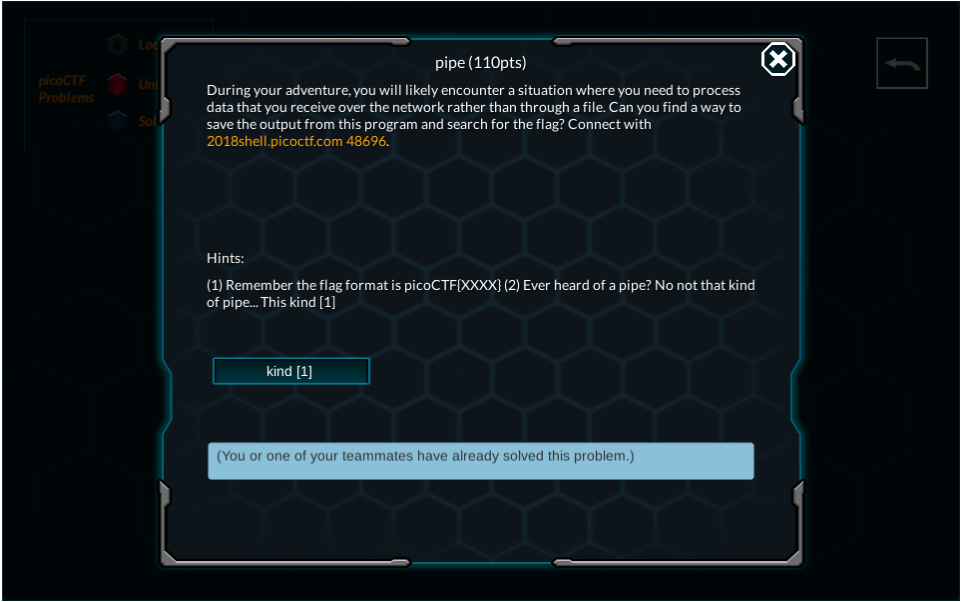 pipe (110pts)
During your adventure, you will likely encounter a situation where you need to process
data that you receive over the network rather than through a file. Can you find a way to
save the output from this program and search for the flag? Connect with
2018shell.picoctf.com 48696.
Hints:
(1) Remember the flag format is picoCTF{XXXX} (2) Ever heard of a pipe? No not that kind
of pipe... This kind [1]
kind [1]
(You or one of your teammates have already solved this problem.)
picoCTF
Problems